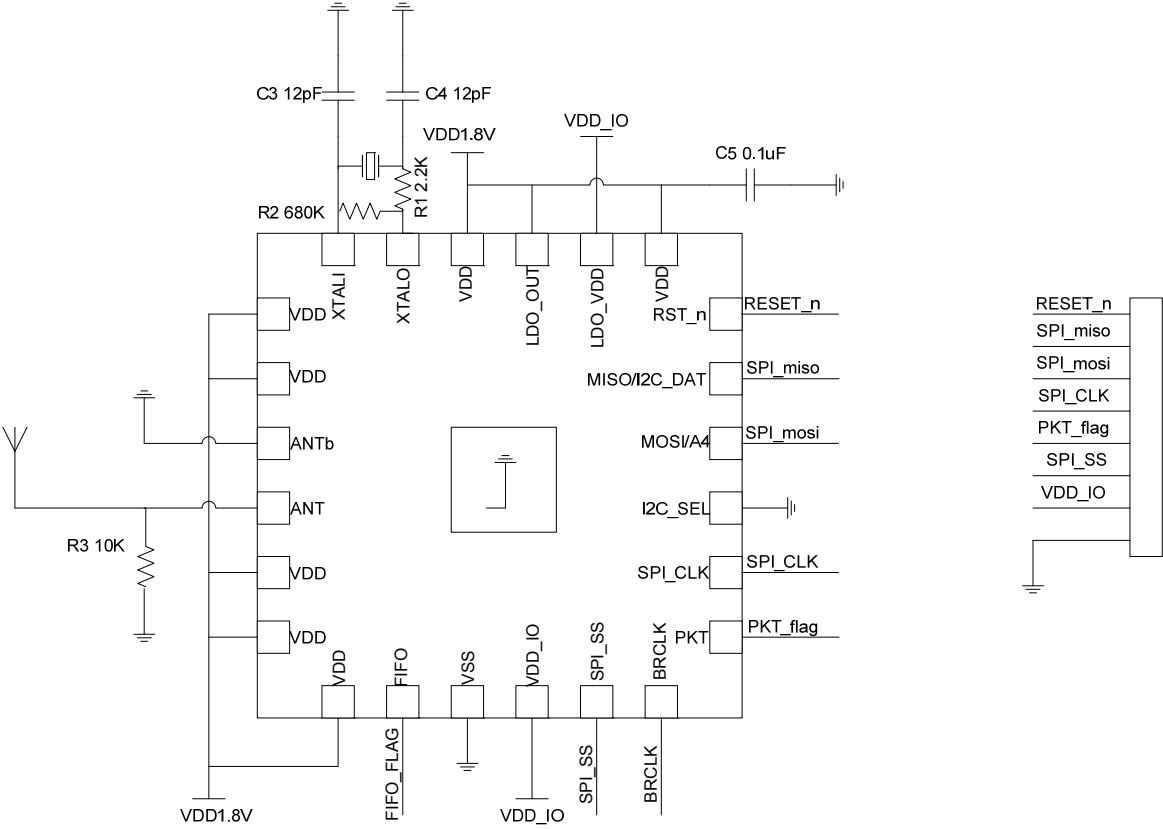 C3 12pF
C4 12pF
VDD1.8V
VDD_IO
C5 0.1uF
R1 2.2K
R2 680K
XTALI
XTALO
VDD
LDO_OUT
LDO_VDD
VDD
VDD
VDD
ANTb
ANT
VDD
VDD
R3 10K
RST_n
RESET_n
MISO/I2C_DAT
SPI_miso
MOSI/A4
SPI_mosi
I2C_SEL
SPI_CLK
SPI_CLK
PKT
PKT_flag
VDD
FIFO
VSS
VDD_IO
SPI_SS
BRCLK
VDD1.8V
FIFO_FLAG
VDD_IO
SPI_SS
BRCLK
RESET_n
SPI_miso
SPI_mosi
SPI_CLK
PKT_flag
SPI_SS
VDD_IO